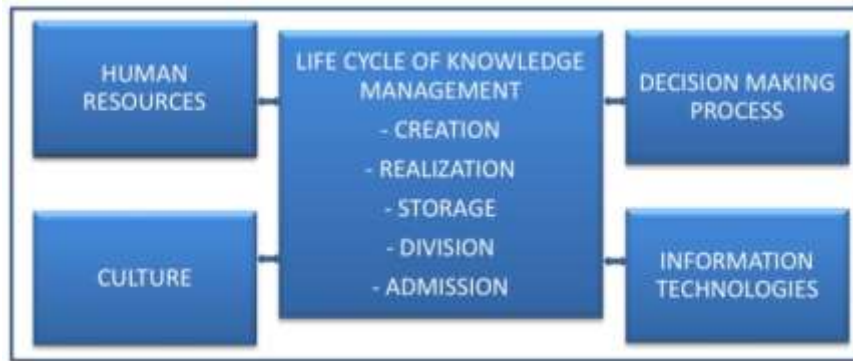 HUMAN
RESOURCES
LIFE CYCLE OF KNOWLEDGE
MANAGEMENT
- CREATION
- REALIZATION
- STORAGE
- DIVISION
- ADMISSION
DECISION MAKING
PROCESS
CULTURE
INFORMATION
TECHNOLOGIES